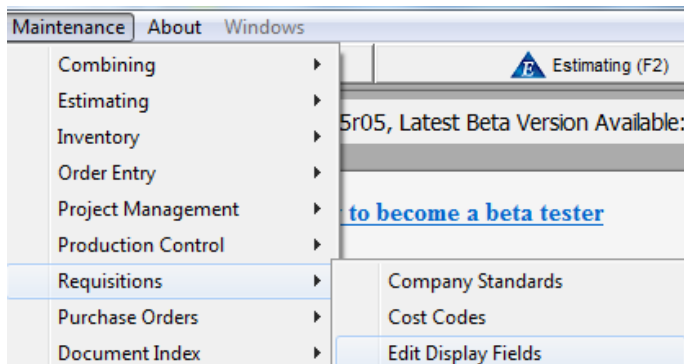 Maintenance About Windows
Combining
Estimating
Estimating (F2)
Inventory
5r05, Latest Beta Version Available:
Order Entry
Project Management
to become a beta tester
Production Control
Requisitions
Company Standards
Purchase Orders
Cost Codes
Document Index
Edit Display Fields